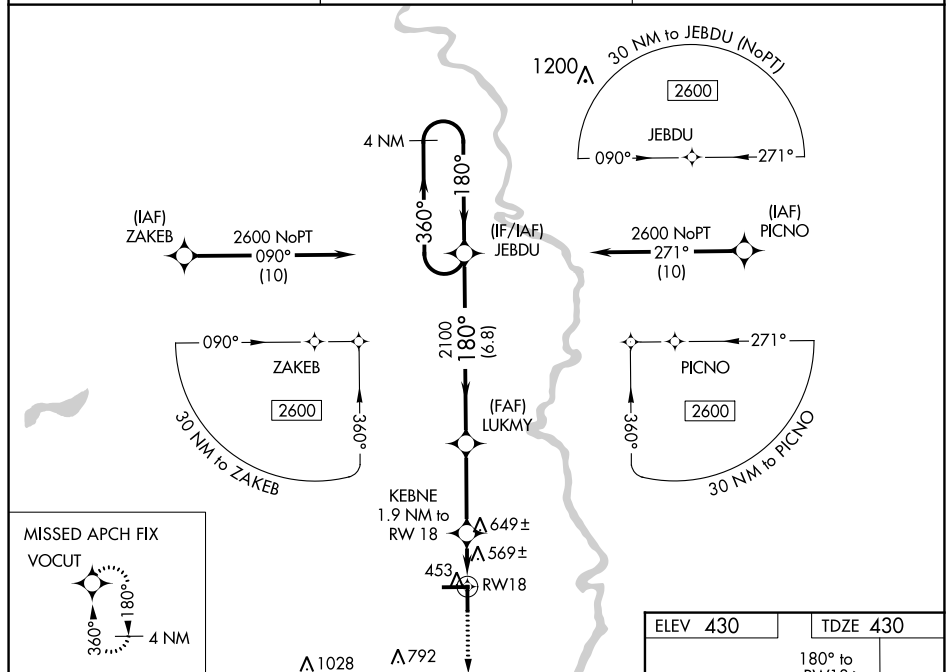 30 NM to JEBDU (NoPT)
1200
2600
JEBDU
090°
271°
4 NM
180°
360°
(IAF)
ZAKEB
2600 NoPT
090°
(10)
(IF/IAF)
JEBDU
2600 NoPT
271°
(10)
(IAF)
PICNO
2100
180°
(6.8)
090°
ZAKEB
2600
360°
30 NM to ZAKEB
271°
PICNO
2600
360°
30 NM to PICNO
(FAF)
LUKMY
KEBNE
1.9 NM to
RW 18
649±
569±
453
RW18
MISSED APCH FIX
VOCUT
360°
180°
4 NM
1028
792
ELEV 430
TDZE 430
180° to